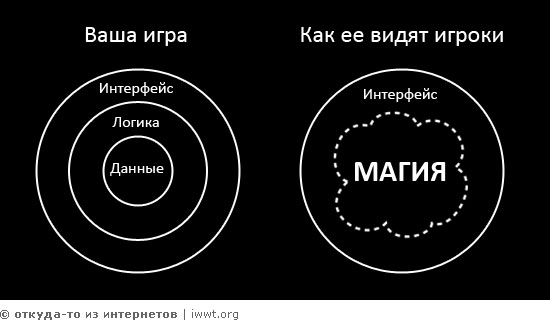 Ваша игра
Как ее видят игроки
Интерфейс
Логика
Данные
Интерфейс
МАГИЯ
© откуда-то из интернетов | iwwt.org